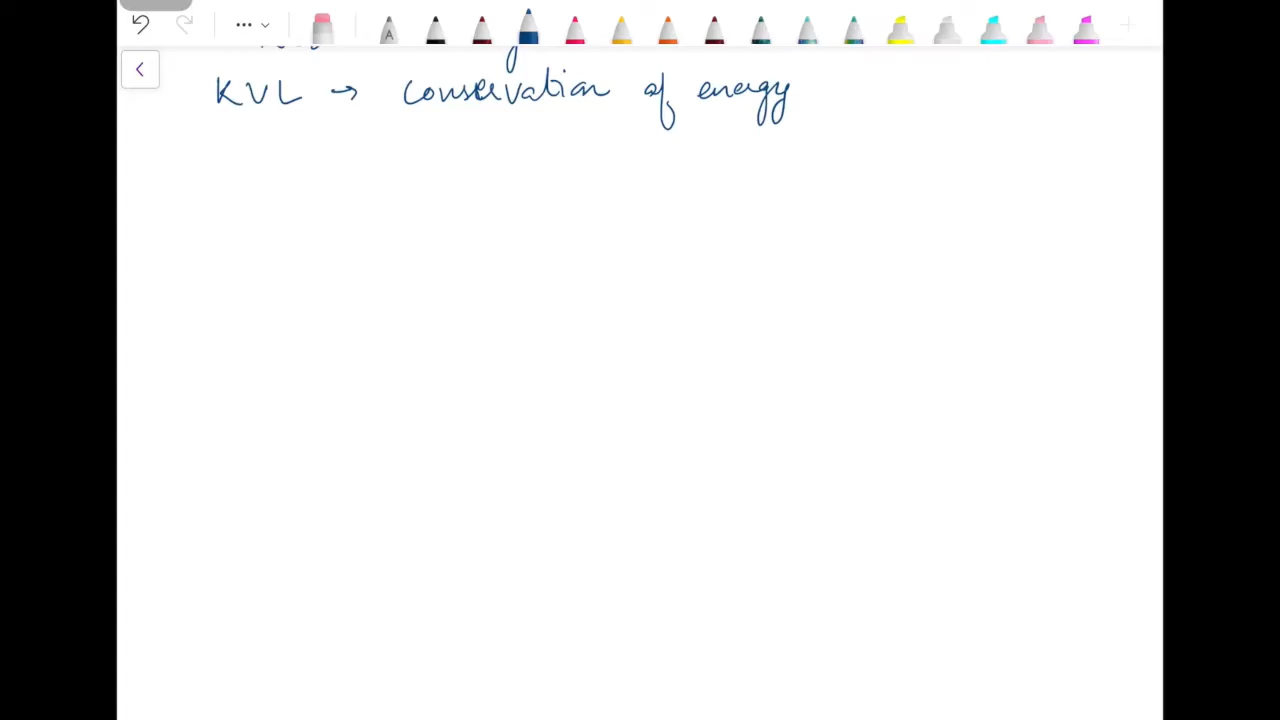 KVL → conservation of energy